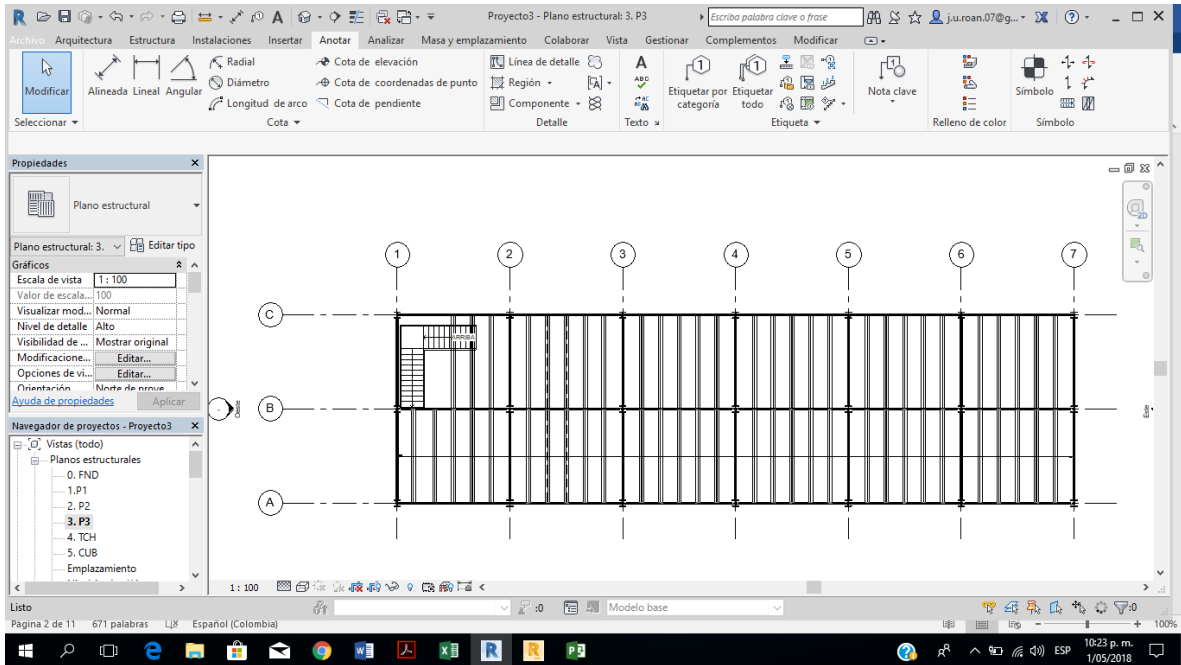 Proyecto3 - Plano estructural: 3. P3
Escriba palabra clave o frase
j.u.roan.07@g...
Archivo Arquitectura Estructura Instalaciones Insertar Anotar Analizar Masa y emplazamiento Colaborar Vista Gestionar Complementos Modificar
Modificar
Alineada Lineal Angular
Radial
Diámetro
Longitud de arco
Cota de elevación
Cota de coordenadas de punto
Cota de pendiente
Línea de detalle
Región
Componente
Etiquetar por categoría
Etiquetar todo
Nota clave
Símbolo
Seleccionar Cota Detalle Texto Etiqueta Relleno de color Símbolo
Propiedades
Plano estructural
Plano estructural: 3. Editar tipo
Gráficos
Escala de vista 1 : 100
Valor de escala... 100
Visualizar mod... Normal
Nivel de detalle Alto
Visibilidad de ... Mostrar original
Modificacione... Editar...
Opciones de vi... Editar...
Orientación Norte de proye
Ayuda de propiedades Aplicar
Navegador de proyectos - Proyecto3
Vistas (todo)
Planos estructurales
0. FND
1.P1
2. P2
3. P3
4. TCH
5. CUB
Emplazamiento
2D
1 2 3 4 5 6 7
C
ARRIBA
B
Oeste
Este
A
1 : 100
Listo
:0
Modelo base
:0
Página 2 de 11 671 palabras Español (Colombia)
100%
ESP
10:23 p. m.
1/05/2018